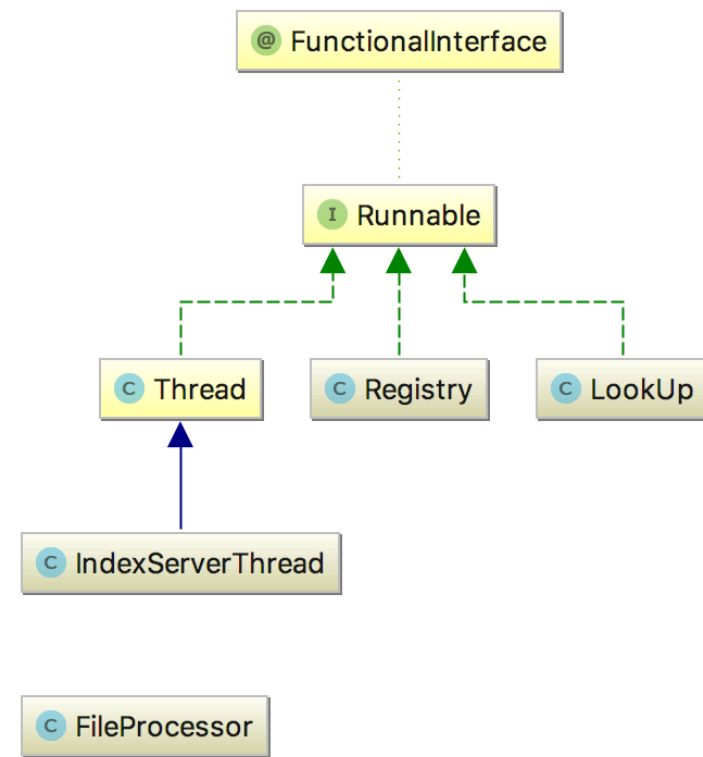 @ FunctionalInterface
I Runnable
C Thread
C Registry
C LookUp
C IndexServerThread
C FileProcessor